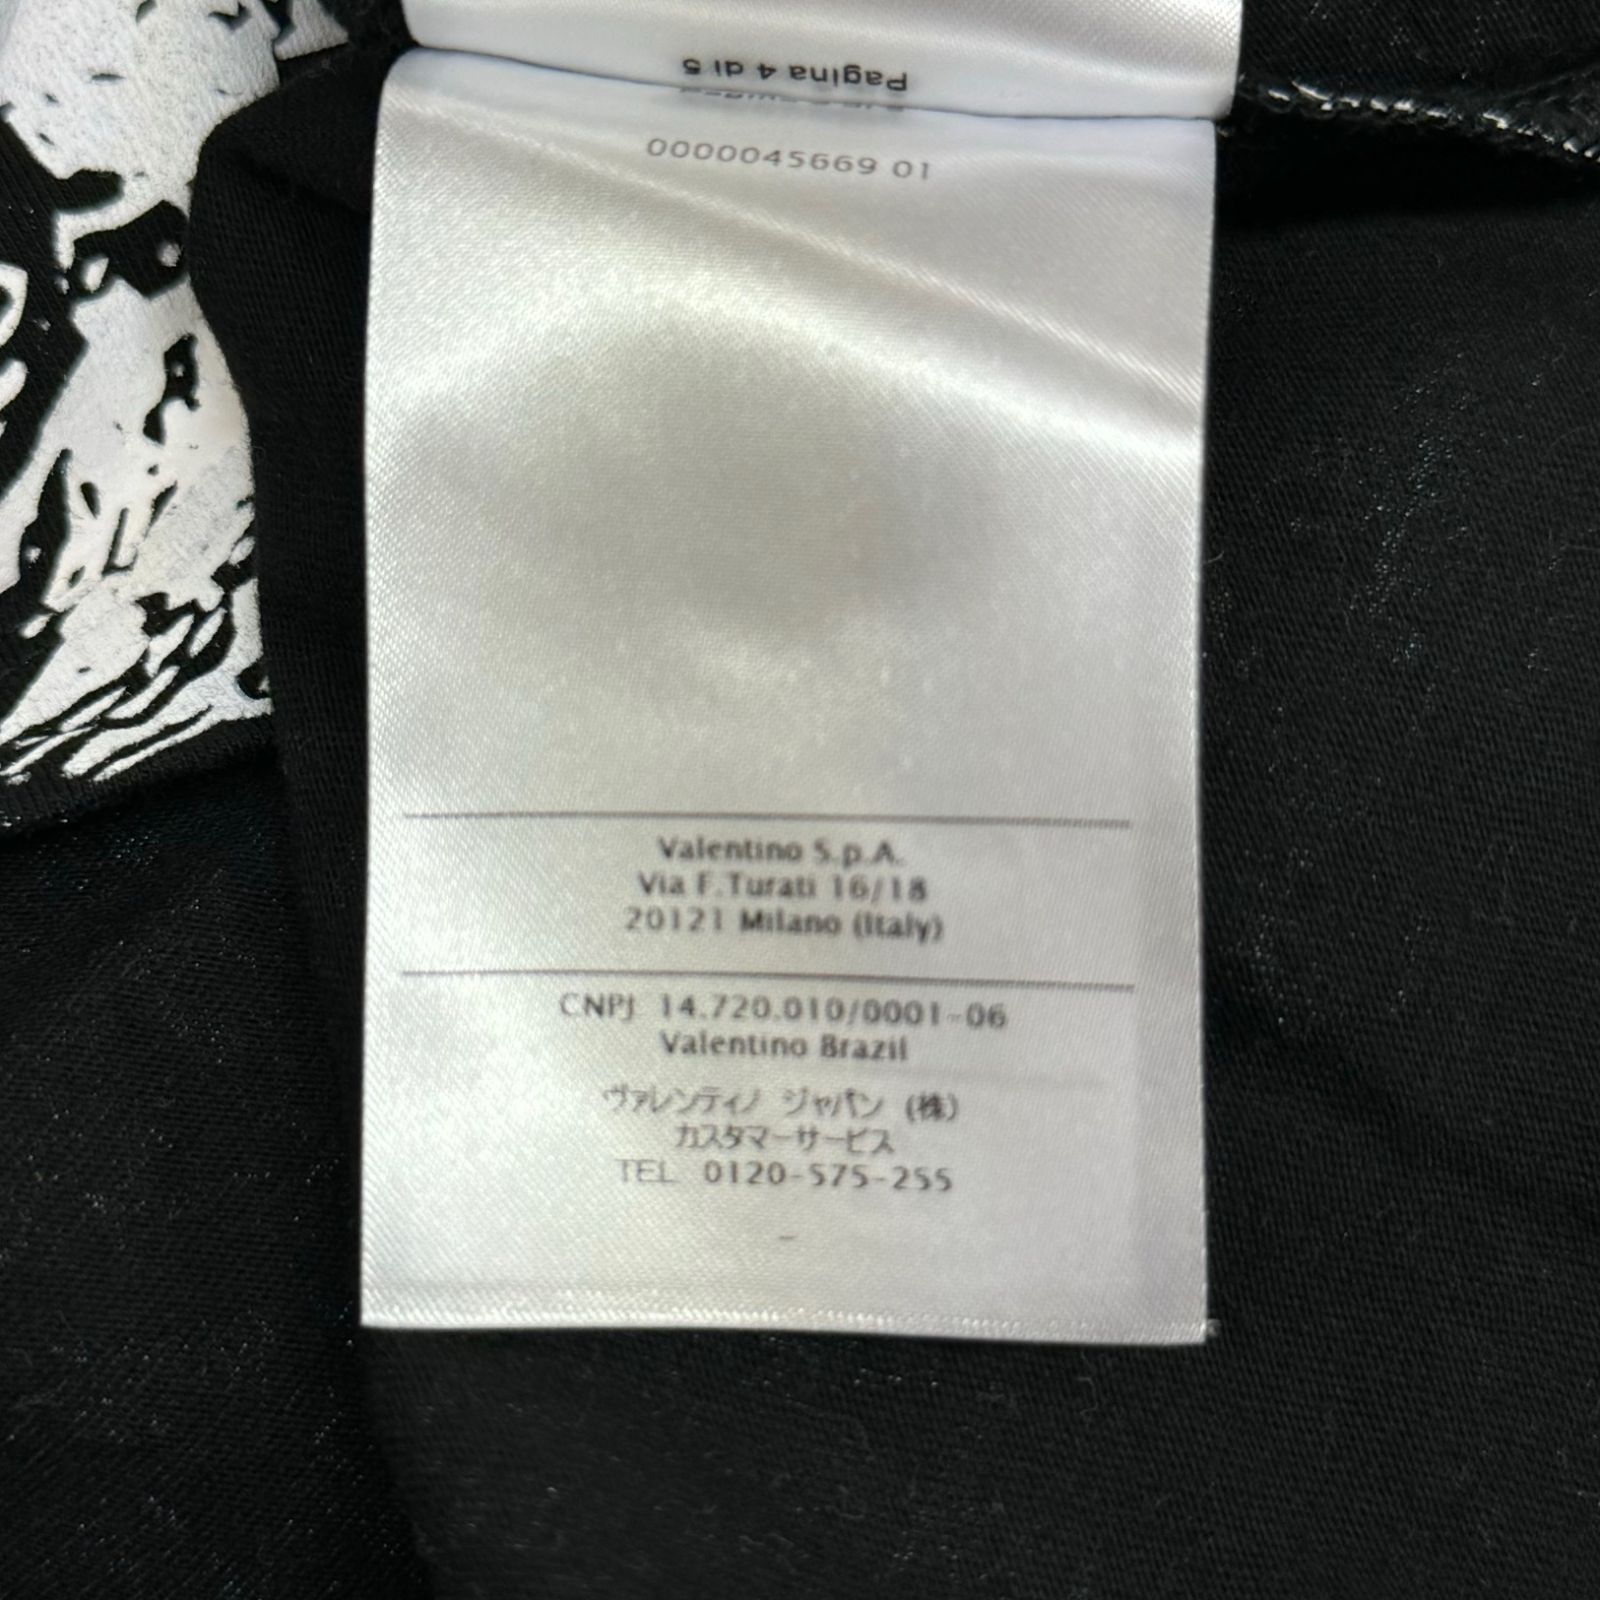 Pagina 4 di 5
0000045669 01
Valentino S.p.A.
Via F.Turati 16/18
20121 Milano (Italy)
CNPJ 14.720.010/0001-06
Valentino Brazil
ヴァレンティノ ジャパン (株)
カスタマーサービス
TEL 0120-575-255
-